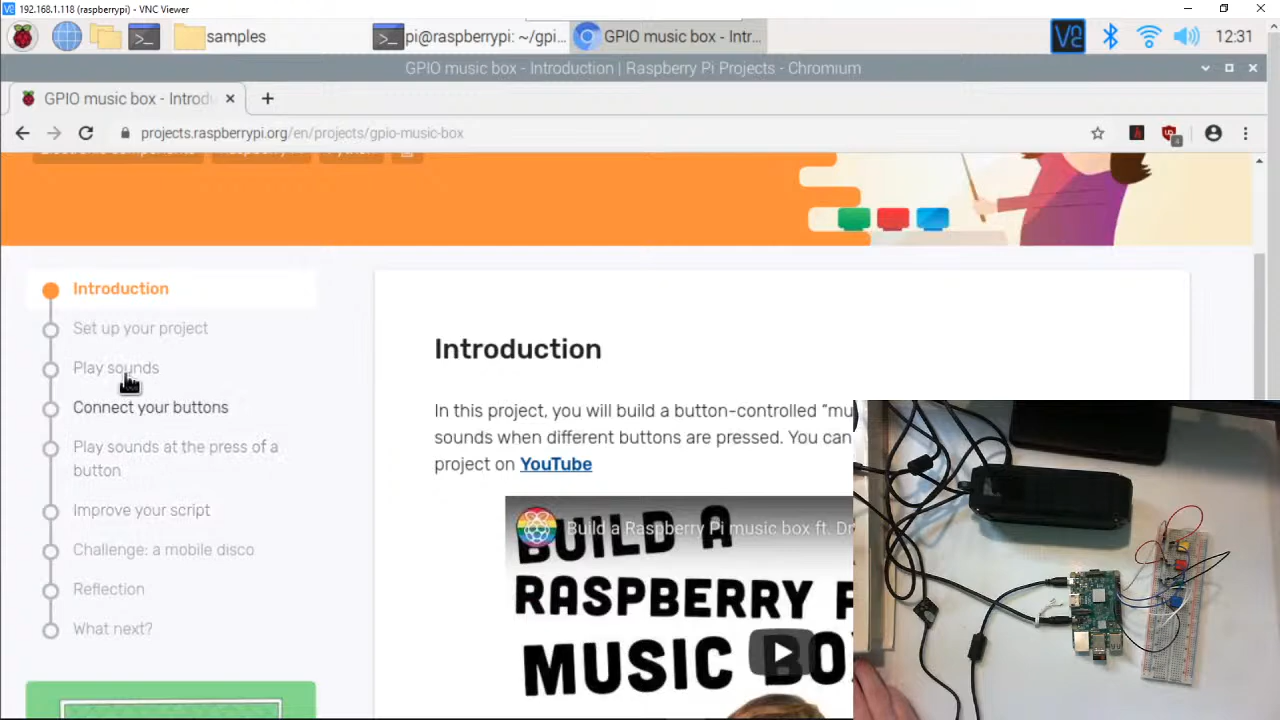 192.168.1.118 (raspberrypi) - VNC Viewer
samples
pi@raspberrypi: ~/gpi...
GPIO music box - Intr...
12:31
GPIO music box - Introduction | Raspberry Pi Projects - Chromium
GPIO music box - Introdu
projects.raspberrypi.org/en/projects/gpio-music-box
Introduction
Set up your project
Play sounds
Connect your buttons
Play sounds at the press of a
button
Improve your script
Challenge: a mobile disco
Reflection
What next?
Introduction
In this project, you will build a button-controlled “mu
sounds when different buttons are pressed. You can
project on YouTube
Build a Raspberry Pi music box ft. Dr
BUILD A
RASPBERRY P
MUSIC BO